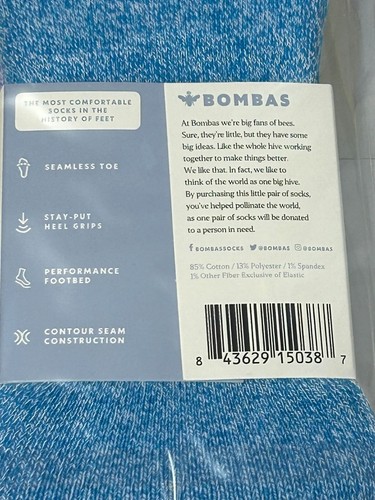 THE MOST COMFORTABLE
SOCKS IN THE
HISTORY OF FEET
SEAMLESS TOE
STAY-PUT
HEEL GRIPS
PERFORMANCE
FOOTBED
CONTOUR SEAM
CONSTRUCTION
BOMBAS
At Bombas we're big fans of bees.
Sure, they're little, but they have some
big ideas. Like the whole hive working
together to make things better.
We like that. In fact, we like to
think of the world as one big hive.
By purchasing this little pair of socks,
you've helped pollinate the world,
as one pair of socks will be donated
to a person in need.
BOMBASSOCKS @BOMBAS @BOMBAS
85% Cotton / 13% Polyester / 1% Spandex
1% Other Fiber Exclusive of Elastic
8 43629 15038 7